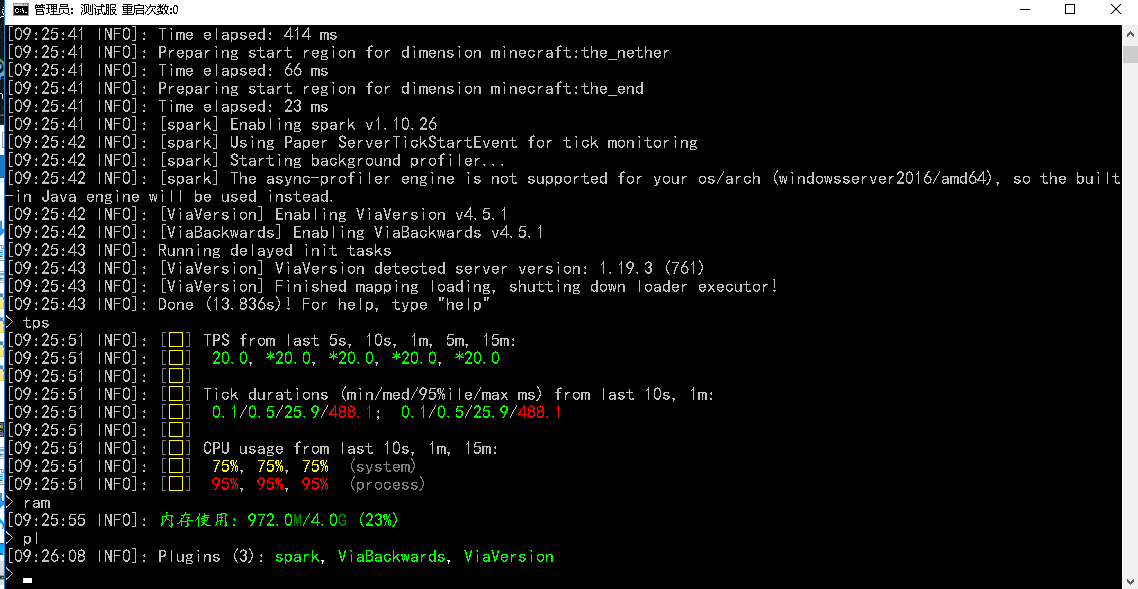 管理员: 测试服 重启次数:0
[09:25:41 INFO]: Time elapsed: 414 ms
[09:25:41 INFO]: Preparing start region for dimension minecraft:the_nether
[09:25:41 INFO]: Time elapsed: 66 ms
[09:25:41 INFO]: Preparing start region for dimension minecraft:the_end
[09:25:41 INFO]: Time elapsed: 23 ms
[09:25:41 INFO]: [spark] Enabling spark v1.10.26
[09:25:42 INFO]: [spark] Using Paper ServerTickStartEvent for tick monitoring
[09:25:42 INFO]: [spark] Starting background profiler...
[09:25:42 INFO]: [spark] The async-profiler engine is not supported for your os/arch (windowsserver2016/amd64), so the built
-in Java engine will be used instead.
[09:25:42 INFO]: [ViaVersion] Enabling ViaVersion v4.5.1
[09:25:42 INFO]: [ViaBackwards] Enabling ViaBackwards v4.5.1
[09:25:43 INFO]: Running delayed init tasks
[09:25:43 INFO]: [ViaVersion] ViaVersion detected server version: 1.19.3 (761)
[09:25:43 INFO]: [ViaVersion] Finished mapping loading, shutting down loader executor!
[09:25:43 INFO]: Done (13.836s)! For help, type "help"
> tps
[09:25:51 INFO]: [□] TPS from last 5s, 10s, 1m, 5m, 15m:
[09:25:51 INFO]: [□] 20.0, *20.0, *20.0, *20.0, *20.0
[09:25:51 INFO]: [□]
[09:25:51 INFO]: [□] Tick durations (min/med/95%ile/max ms) from last 10s, 1m:
[09:25:51 INFO]: [□] 0.1/0.5/25.9/488.1; 0.1/0.5/25.9/488.1
[09:25:51 INFO]: [□]
[09:25:51 INFO]: [□] CPU usage from last 10s, 1m, 15m:
[09:25:51 INFO]: [□] 75%, 75%, 75% (system)
[09:25:51 INFO]: [□] 95%, 95%, 95% (process)
> ram
[09:25:55 INFO]: 内存使用: 972.0M/4.0G (23%)
> pl
[09:26:08 INFO]: Plugins (3): spark, ViaBackwards, ViaVersion
>